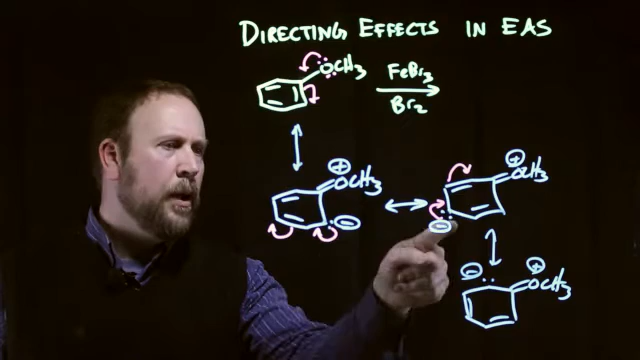 DIRECTING EFFECTS IN EAS
OCH3
FeBr3
Br2
⊕
OCH3
⊖
⊕
OCH3
⊖
⊖
⊕
OCH3